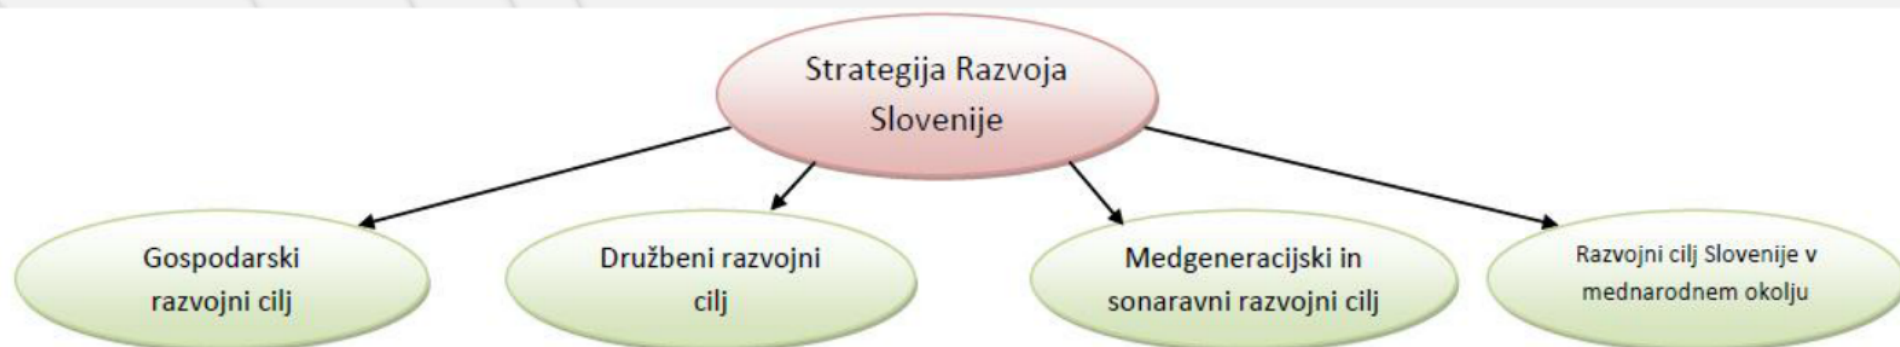 Strategija Razvoja
Slovenije
Gospodarski
razvojni cilj
Družbeni razvojni
cilj
Medgeneracijski in
sonaravni razvojni cilj
Razvojni cilj Slovenije v
mednarodnem okolju